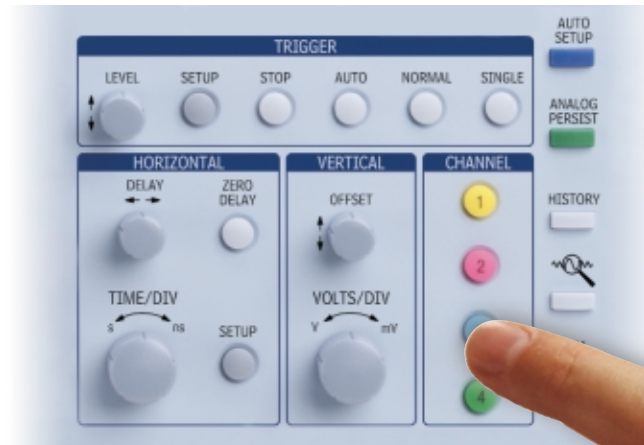 AUTO
SETUP
TRIGGER
LEVEL SETUP STOP AUTO NORMAL SINGLE
ANALOG
PERSIST
HORIZONTAL
DELAY
ZERO
DELAY
TIME/DIV
s ns
SETUP
VERTICAL
OFFSET
VOLTS/DIV
V mV
CHANNEL
1
2
4
HISTORY